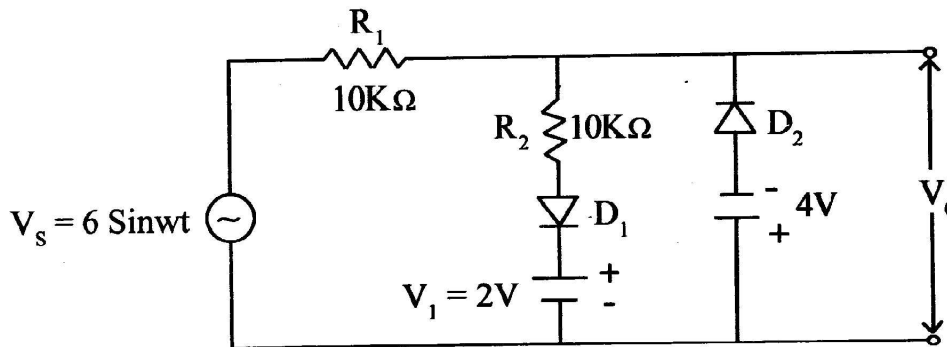 R₁
10KΩ
R₂
10KΩ
D₂
Vₛ = 6 Sinwt
~
D₁
-
4V
+
V₁ = 2V
+
-
V